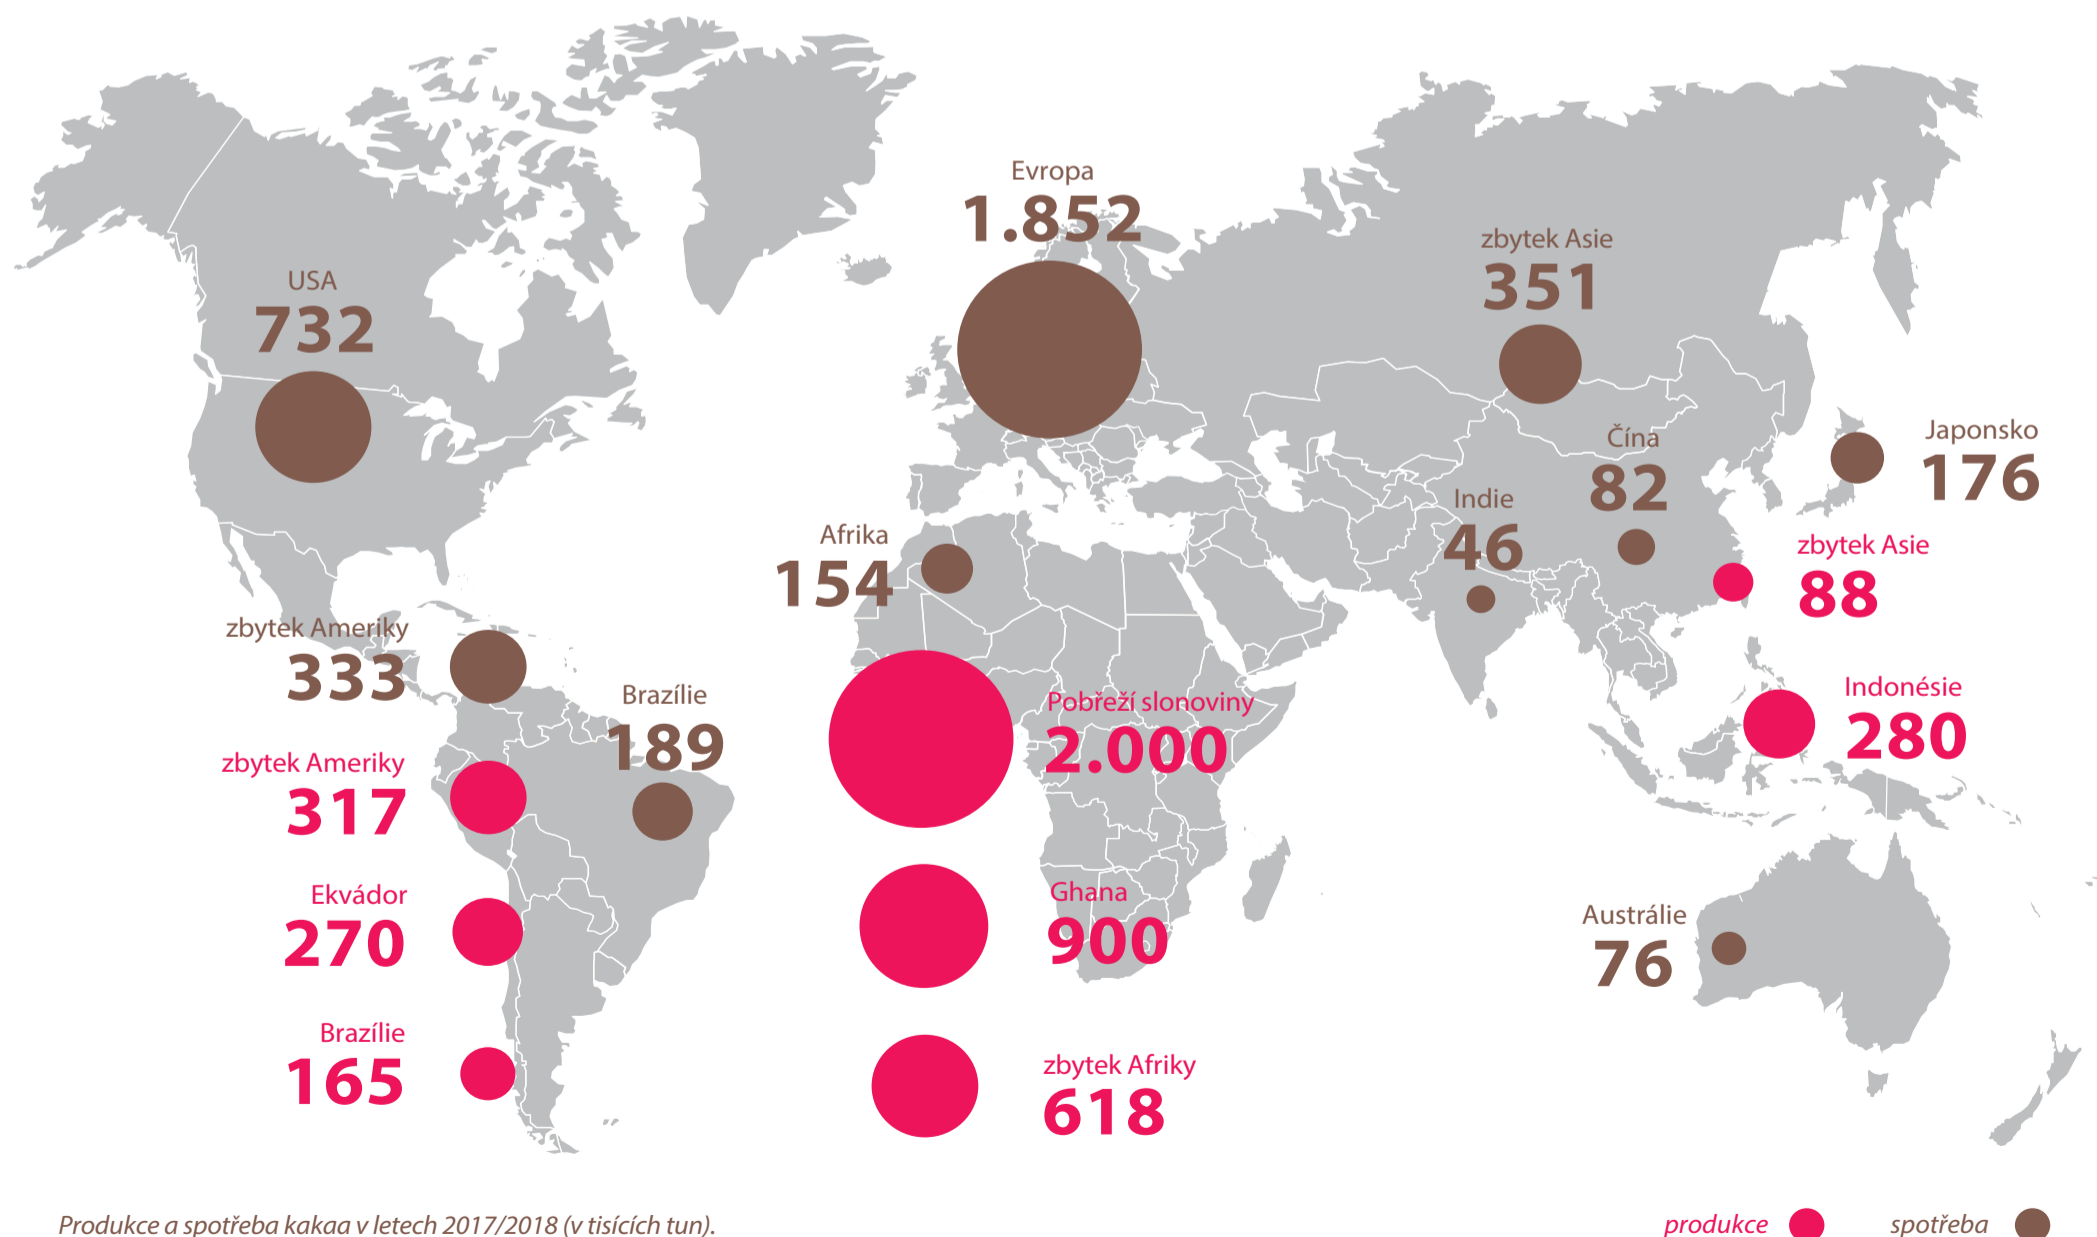 Evropa
1.852
zbytek Asie
351
USA
732
Čína
82
Japonsko
176
Indie
46
Afrika
154
zbytek Asie
88
zbytek Ameriky
333
Brazílie
189
Pobřeží slonoviny
2.000
Indonésie
280
zbytek Ameriky
317
Ekvádor
270
Ghana
900
Austrálie
76
Brazílie
165
zbytek Afriky
618
Produkce a spotřeba kakaa v letech 2017/2018 (v tisících tun).
produkce
spotřeba